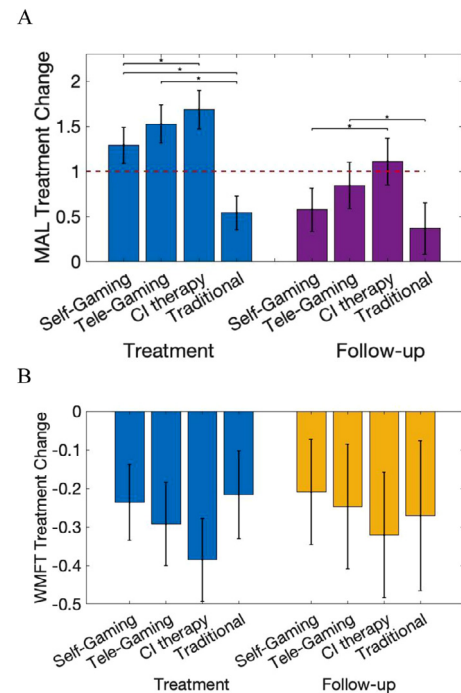 A
MAL Treatment Change
2
1.5
1
0.5
0
* * * * *
Self-Gaming Tele-Gaming CI therapy Traditional Self-Gaming Tele-Gaming CI therapy Traditional
Treatment Follow-up
B
WMFT Treatment Change
0
-0.1
-0.2
-0.3
-0.4
-0.5
Self-Gaming Tele-Gaming CI therapy Traditional Self-Gaming Tele-Gaming CI therapy Traditional
Treatment Follow-up